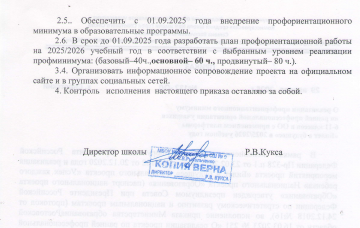 2.5.. Обеспечить с 01.09.2025 года внедрение профориентационного
минимума в образовательные программы.
2.6. В срок до 01.09.2025 года разработать план профориентационной работы
на 2025/2026 учебный год в соответствии с выбранным уровнем реализации
профминимума: (базовый–40ч.,основной– 60 ч., продвинутый– 80 ч.).
3.4. Организовать информационное сопровождение проекта на официальном
сайте и в группах социальных сетей.
4. Контроль исполнения настоящего приказа оставляю за собой.
Директор школы Р.В.Кукса
КОПИЯ ВЕРНА
ДИРЕКТОР Р.В. КУКСА